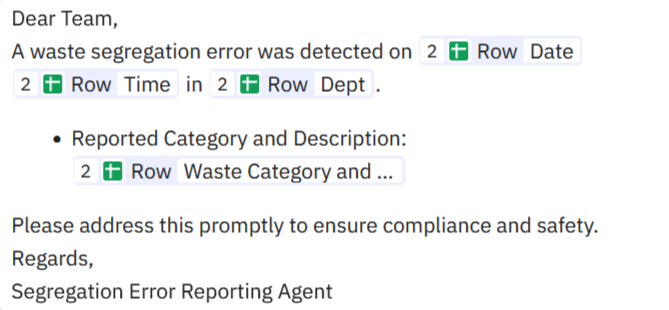 Dear Team,
A waste segregation error was detected on 2 Row Date
2 Row Time in 2 Row Dept .
• Reported Category and Description:
2 Row Waste Category and ...
Please address this promptly to ensure compliance and safety.
Regards,
Segregation Error Reporting Agent